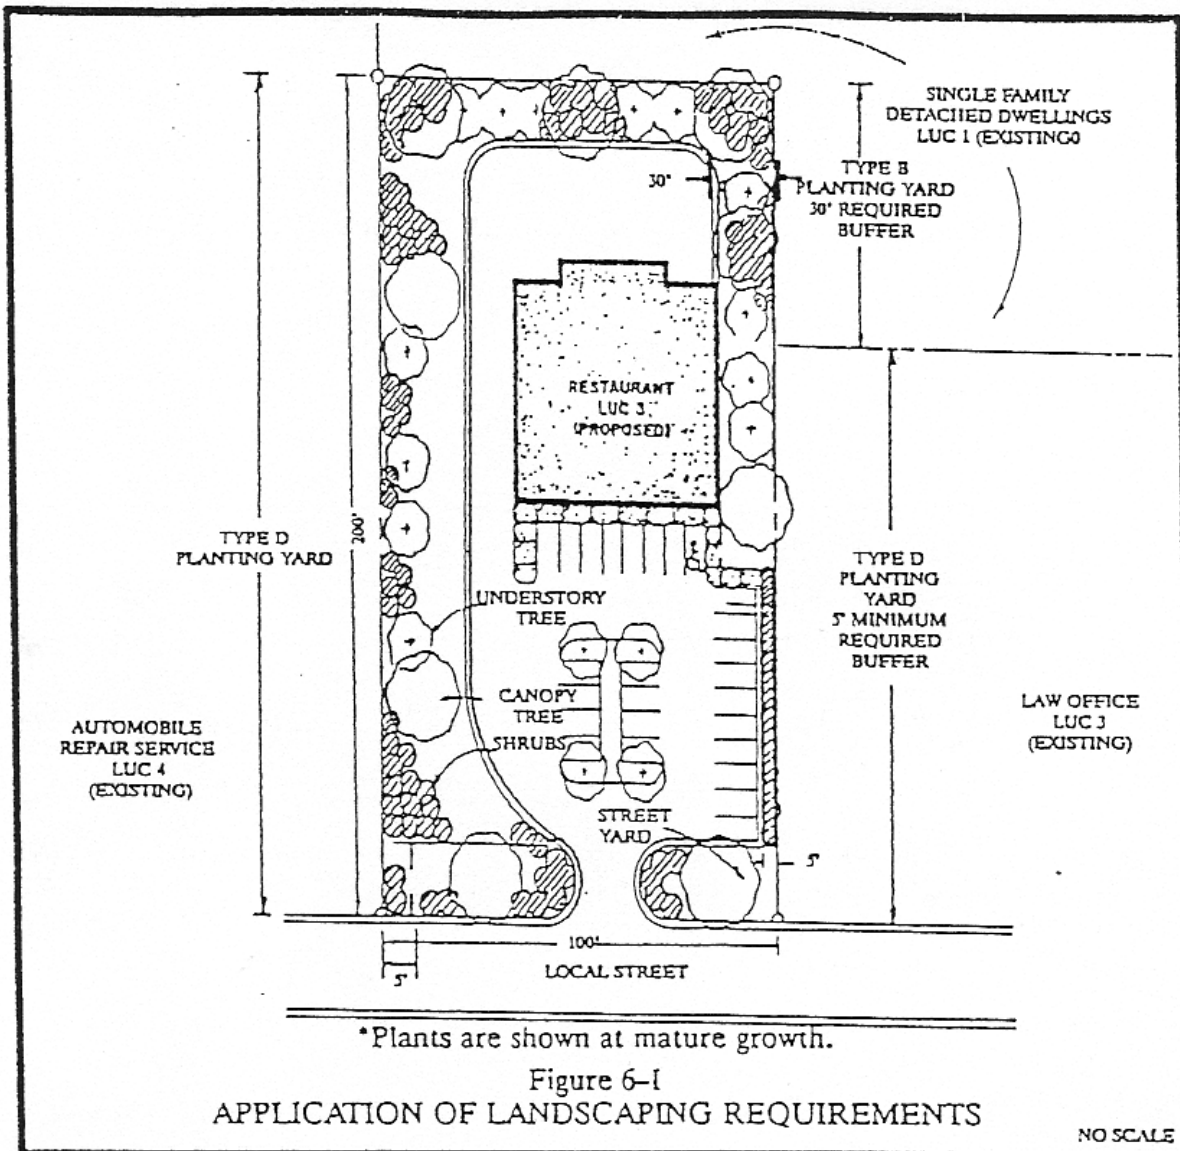 SINGLE FAMILY
DETACHED DWELLINGS
LUC 1 (EXISTING0
TYPE B
PLANTING YARD
30' REQUIRED
BUFFER
30'
RESTAURANT
LUC 3
(PROPOSED)
TYPE D
PLANTING YARD
200'
TYPE D
PLANTING
YARD
5' MINIMUM
REQUIRED
BUFFER
UNDERSTORY
TREE
CANOPY
TREE
SHRUBS
AUTOMOBILE
REPAIR SERVICE
LUC 4
(EXISTING)
LAW OFFICE
LUC 3
(EXISTING)
STREET
YARD
5'
100'
5'
LOCAL STREET
*Plants are shown at mature growth.
Figure 6-1
APPLICATION OF LANDSCAPING REQUIREMENTS
NO SCALE